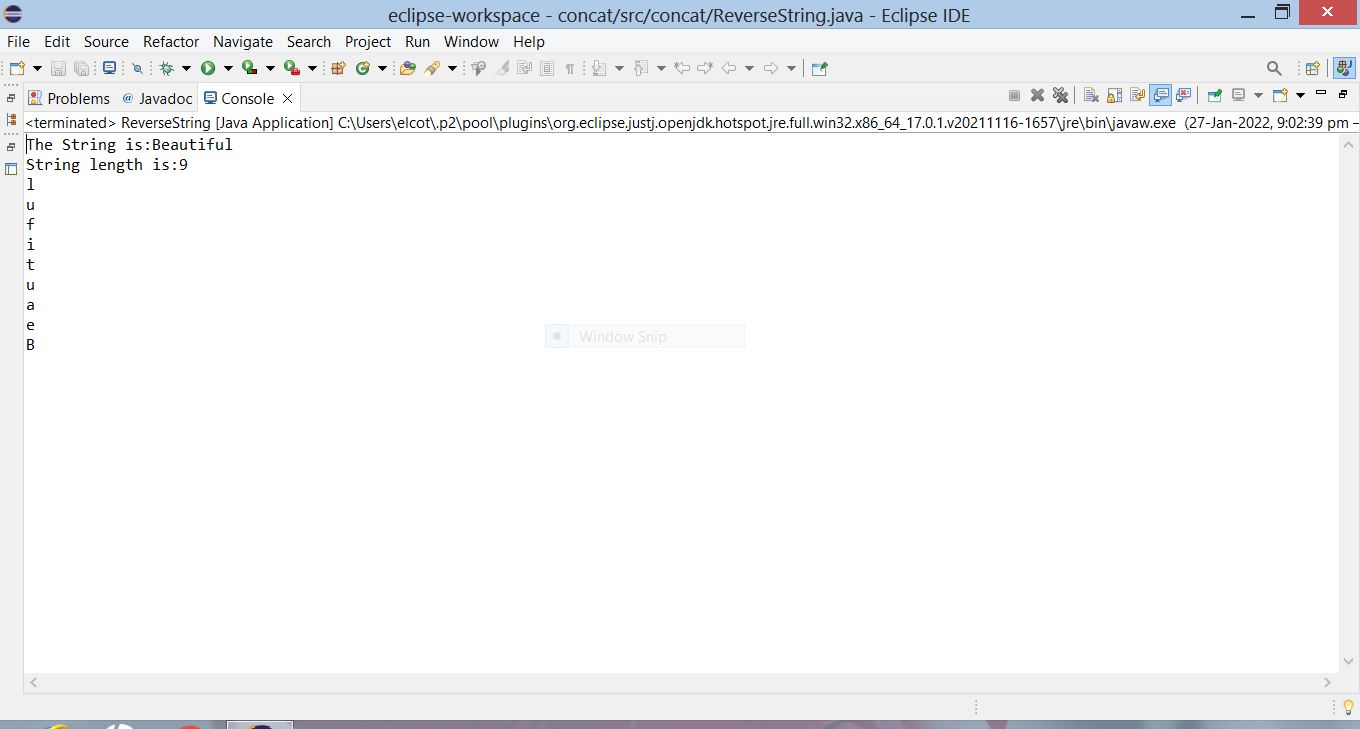 eclipse-workspace - concat/src/concat/ReverseString.java - Eclipse IDE
File Edit Source Refactor Navigate Search Project Run Window Help
Problems @ Javadoc Console
<terminated> ReverseString [Java Application] C:\Users\elcot\.p2\pool\plugins\org.eclipse.justj.openjdk.hotspot.jre.full.win32.x86_64_17.0.1.v20211116-1657\jre\bin\javaw.exe (27-Jan-2022, 9:02:39 pm –
The String is:Beautiful
String length is:9
l
u
f
i
t
u
a
e
B
Window Snip